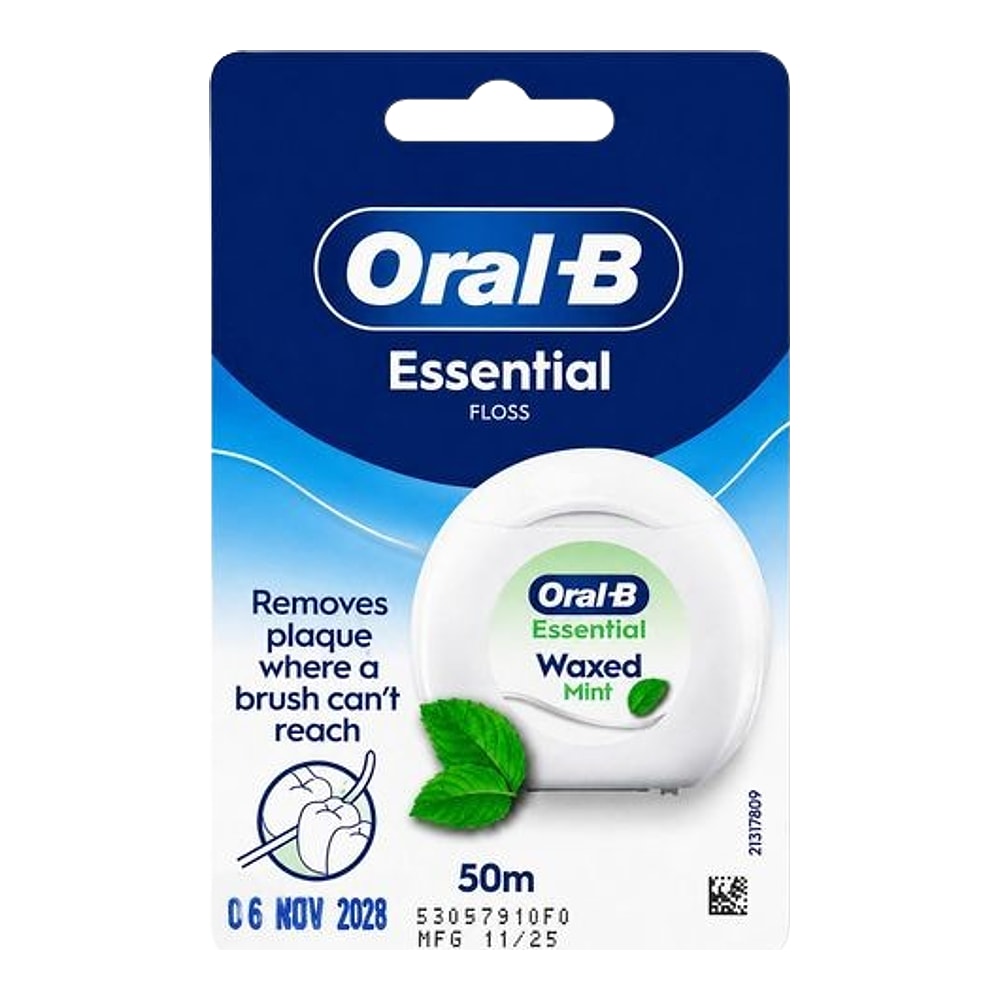 Oral-B
Essential
FLOSS
Oral-B
Essential
Waxed
Mint
Removes
plaque
where a
brush can't
reach
21317809
50m
06 NOV 2028
53057910F0
MFG 11/25